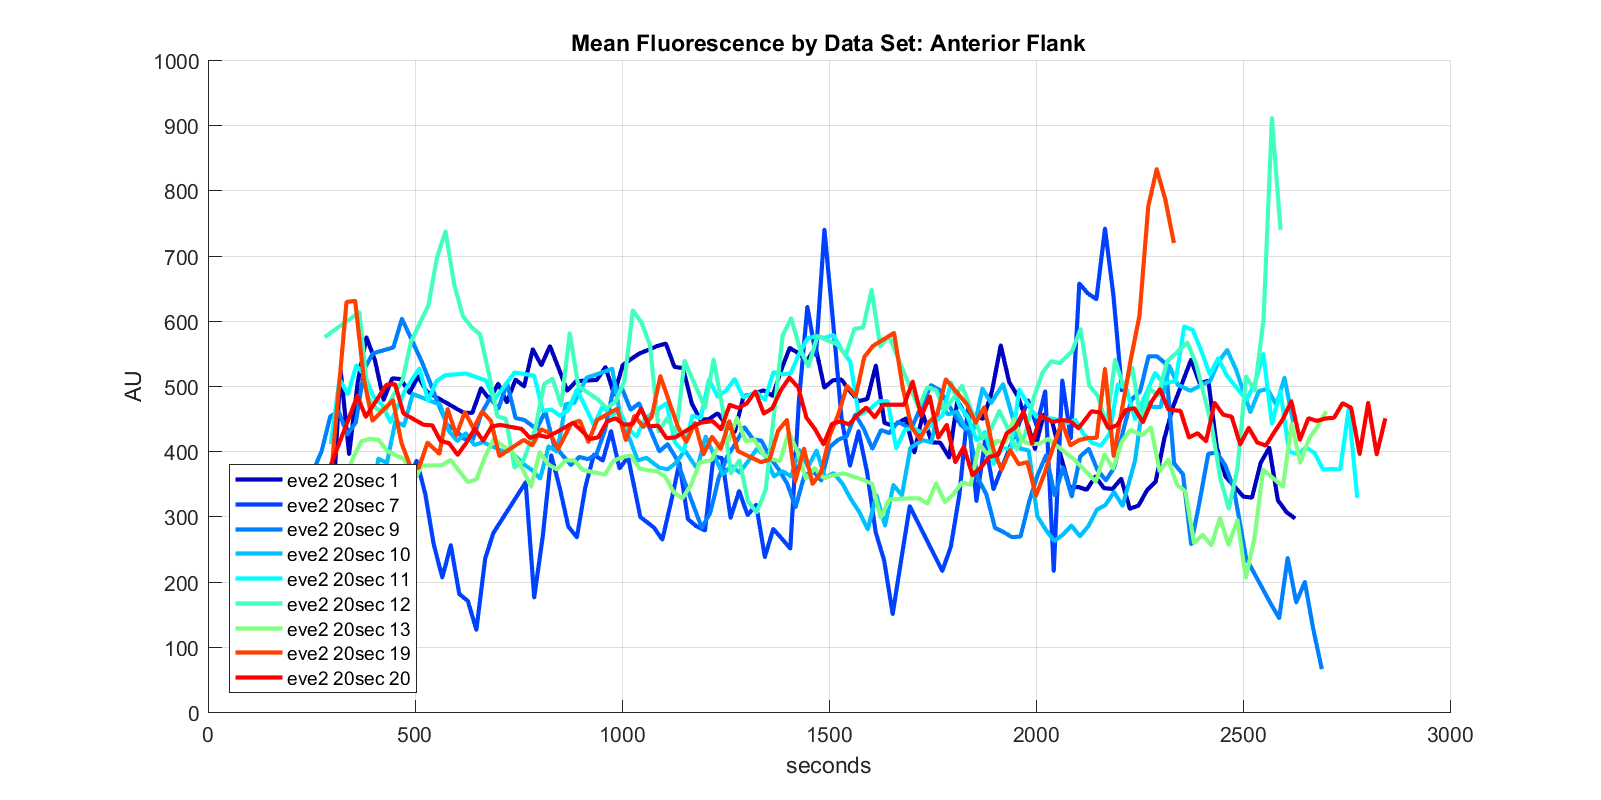 Mean Fluorescence by Data Set: Anterior Flank
1000
900
800
700
600
500
400
300
200
100
0
AU
eve2 20sec 1
eve2 20sec 7
eve2 20sec 9
eve2 20sec 10
eve2 20sec 11
eve2 20sec 12
eve2 20sec 13
eve2 20sec 19
eve2 20sec 20
0 500 1000 1500 2000 2500 3000
seconds